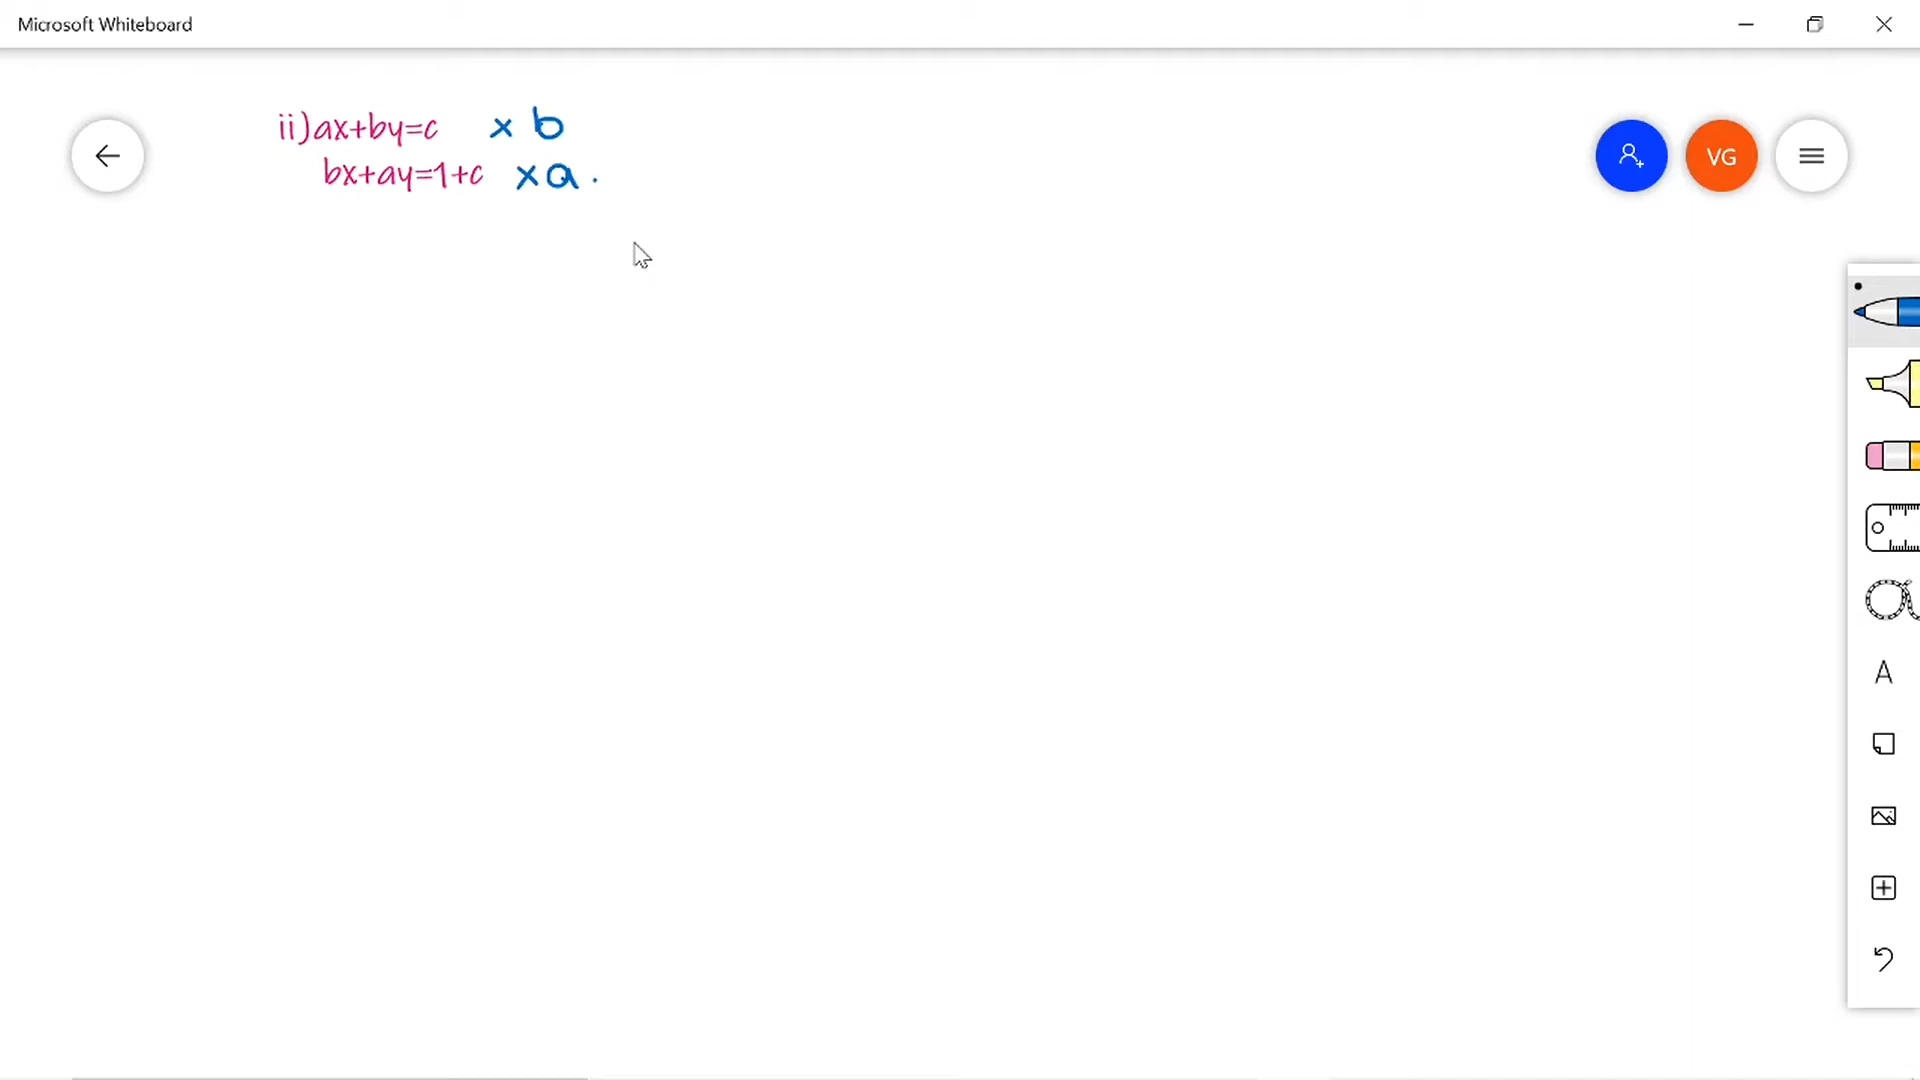 Microsoft Whiteboard
ii)ax+by=c × b
bx+ay=1+c ×a.
VG
A